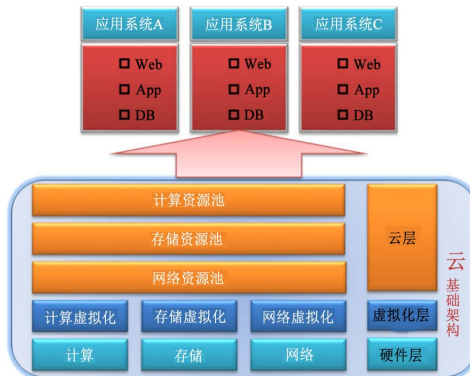 应用系统A
应用系统B
应用系统C
Web
App
DB
Web
App
DB
Web
App
DB
计算资源池
存储资源池
网络资源池
云层
计算虚拟化
存储虚拟化
网络虚拟化
虚拟化层
计算
存储
网络
硬件层
云基础架构